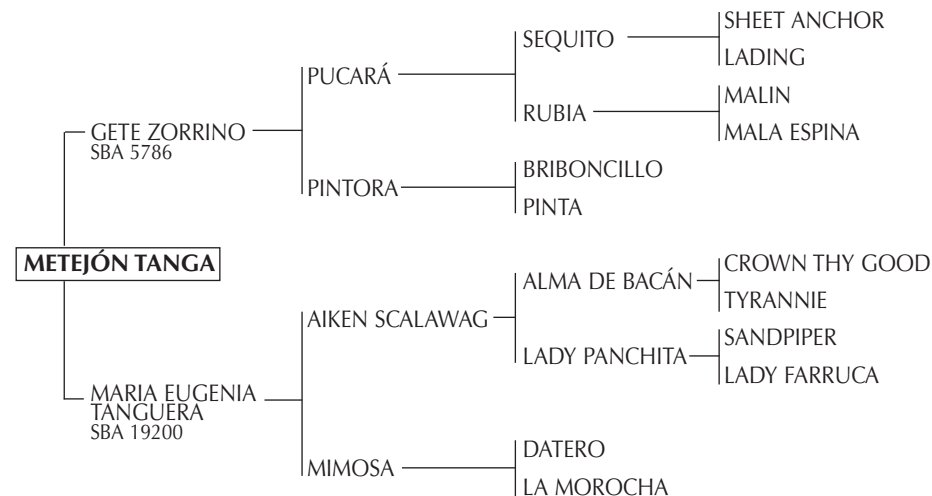 SHEET ANCHOR
SEQUITO
LADING
PUCARÁ
MALIN
RUBIA
MALA ESPINA
GETE ZORRINO
SBA 5786
BRIBONCILLO
PINTORA
PINTA
METEJÓN TANGA
CROWN THY GOOD
ALMA DE BACÁN
TYRANNIE
AIKEN SCALAWAG
SANDPIPER
LADY PANCHITA
LADY FARRUCA
MARIA EUGENIA
TANGUERA
SBA 19200
DATERO
MIMOSA
LA MOROCHA